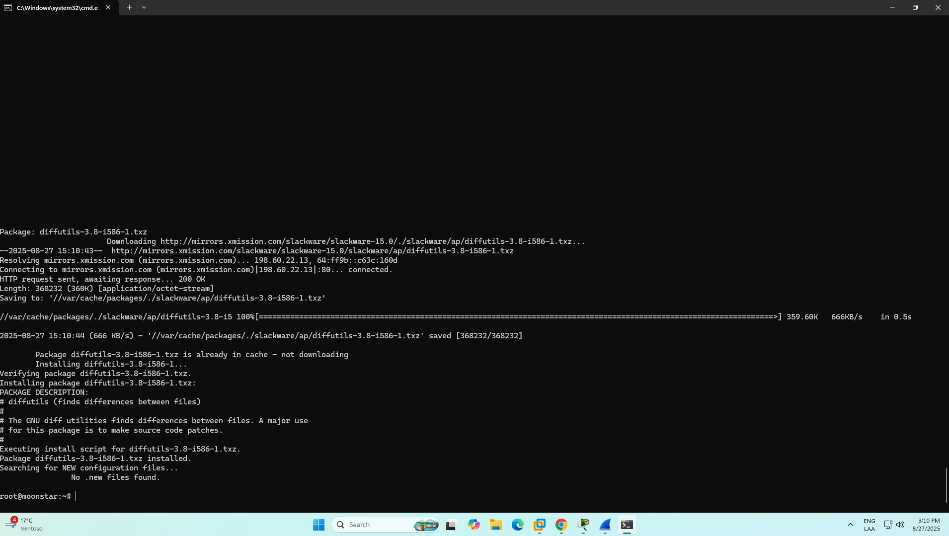 C:\Windows\system32\cmd.e
Package: diffutils-3.8-i586-1.txz
Downloading http://mirrors.xmission.com/slackware/slackware-15.0/./slackware/ap/diffutils-3.8-i586-1.txz...
--2025-08-27 15:10:43--  http://mirrors.xmission.com/slackware/slackware-15.0/slackware/ap/diffutils-3.8-i586-1.txz
Resolving mirrors.xmission.com (mirrors.xmission.com)... 198.60.22.13, 64:ff9b::c63c:160d
Connecting to mirrors.xmission.com (mirrors.xmission.com)|198.60.22.13|:80... connected.
HTTP request sent, awaiting response... 200 OK
Length: 368232 (360K) [application/octet-stream]
Saving to: '//var/cache/packages/./slackware/ap/diffutils-3.8-i586-1.txz'
//var/cache/packages/./slackware/ap/diffutils-3.8-i5 100%[===================================================================================================================>] 359.60K   666KB/s    in 0.5s
2025-08-27 15:10:44 (666 KB/s) - '//var/cache/packages/./slackware/ap/diffutils-3.8-i586-1.txz' saved [368232/368232]
Package diffutils-3.8-i586-1.txz is already in cache - not downloading
Installing diffutils-3.8-i586-1...
Verifying package diffutils-3.8-i586-1.txz.
Installing package diffutils-3.8-i586-1.txz:
PACKAGE DESCRIPTION:
# diffutils (finds differences between files)
#
# The GNU diff utilities finds differences between files. A major use
# for this package is to make source code patches.
#
Executing install script for diffutils-3.8-i586-1.txz.
Package diffutils-3.8-i586-1.txz installed.
Searching for NEW configuration files...
No .new files found.
root@moonstar:~#
4
17°C
Ventoso
Search
ENG
LAA
3:10 PM
8/27/2025